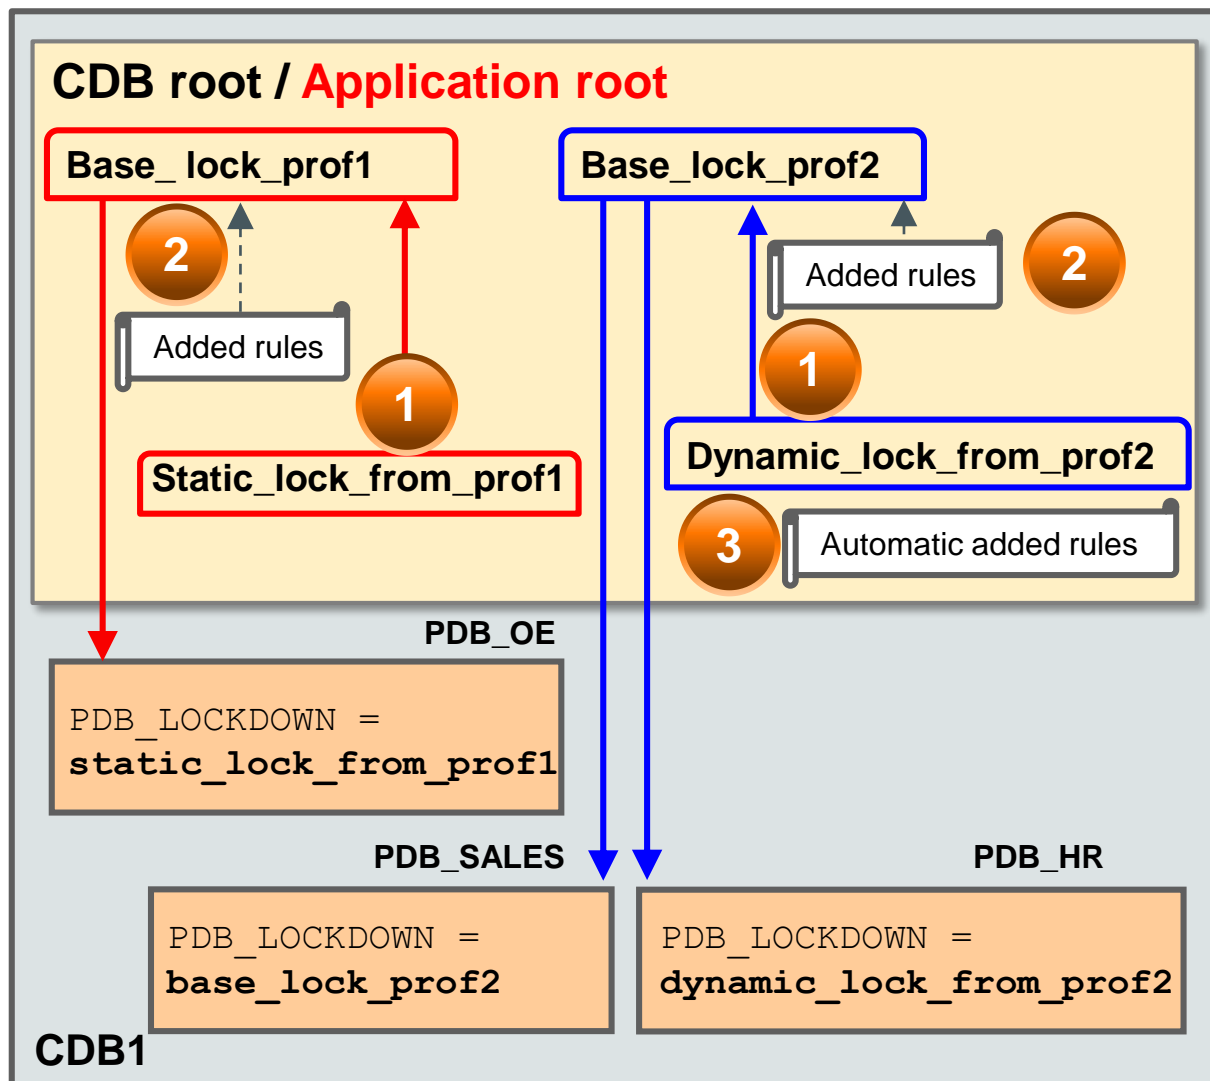 CDB root / Application root
Base_ lock_prof1
Base_lock_prof2
2
Added rules
2
Added rules
1
1
Static_lock_from_prof1
Dynamic_lock_from_prof2
3
Automatic added rules
PDB_OE
PDB_LOCKDOWN =
static_lock_from_prof1
PDB_SALES
PDB_HR
PDB_LOCKDOWN =
base_lock_prof2
PDB_LOCKDOWN =
dynamic_lock_from_prof2
CDB1